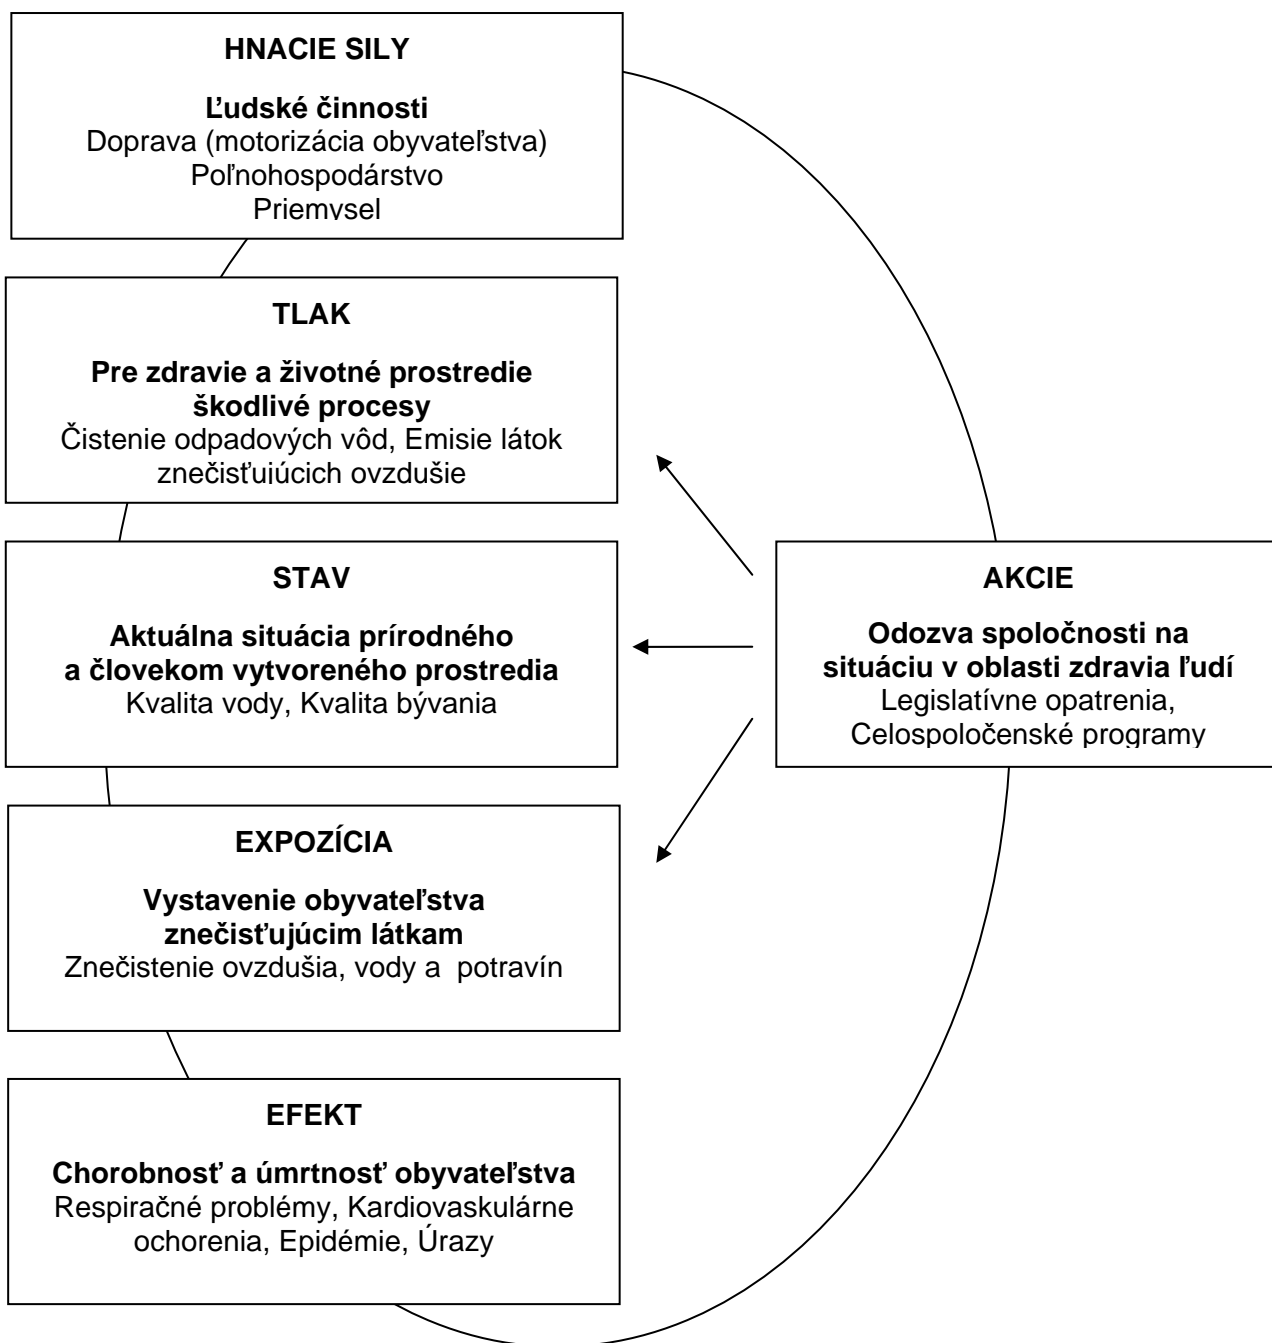 HNACIE SILY
Ľudské činnosti
Doprava (motorizácia obyvateľstva)
Poľnohospodárstvo
Priemysel
TLAK
Pre zdravie a životné prostredie
škodlivé procesy
Čistenie odpadových vôd, Emisie látok
znečisťujúcich ovzdušie
STAV
Aktuálna situácia prírodného
a človekom vytvoreného prostredia
Kvalita vody, Kvalita bývania
AKCIE
Odozva spoločnosti na
situáciu v oblasti zdravia ľudí
Legislatívne opatrenia,
Celospoločenské programy
EXPOZÍCIA
Vystavenie obyvateľstva
znečisťujúcim látkam
Znečistenie ovzdušia, vody a potravín
EFEKT
Chorobnosť a úmrtnosť obyvateľstva
Respiračné problémy, Kardiovaskulárne
ochorenia, Epidémie, Úrazy